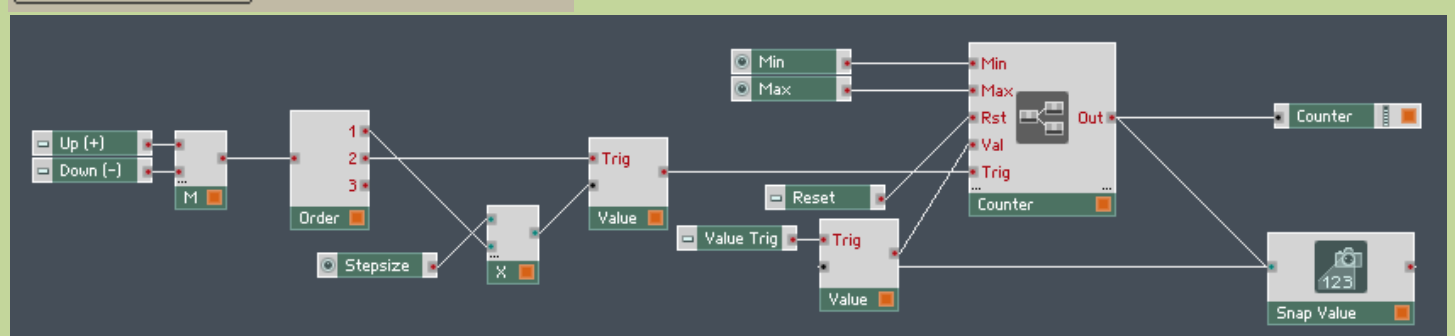 Up (+)
Down (-)
M
1
2
3
Order
Stepsize
X
Trig
Value
Min
Max
Reset
Value Trig
Trig
Value
Min
Max
Rst
Val
Trig
Out
Counter
Counter
123
Snap Value